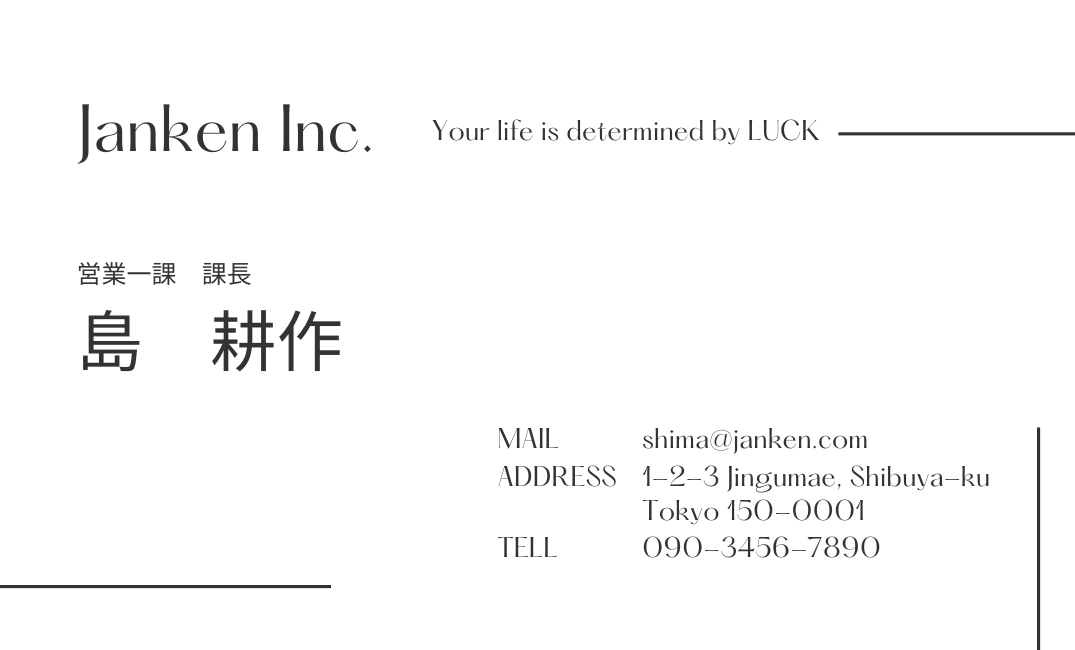 Janken Inc.
Your life is determined by LUCK
営業一課　課長
島　耕作
MAIL shima@janken.com
ADDRESS 1-2-3 Jingumae, Shibuya-ku
Tokyo 150-0001
TELL 090-3456-7890